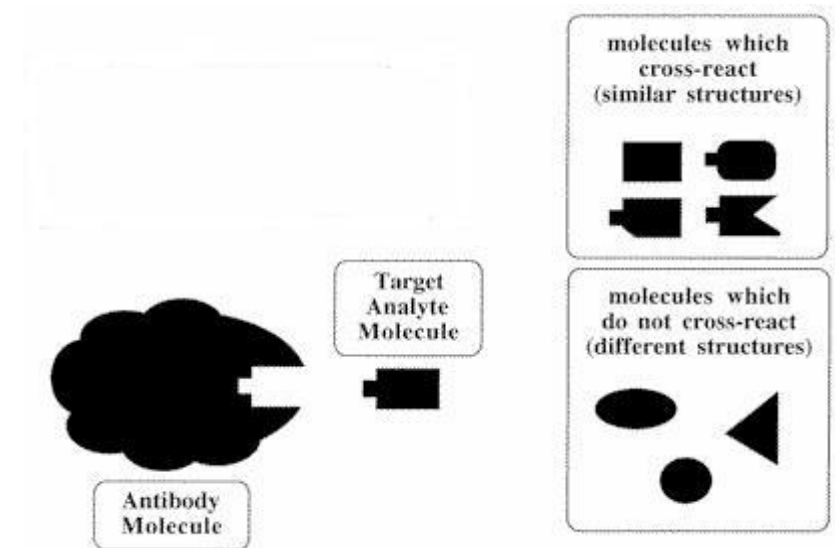 molecules which
cross-react
(similar structures)
Target
Analyte
Molecule
molecules which
do not cross-react
(different structures)
Antibody
Molecule